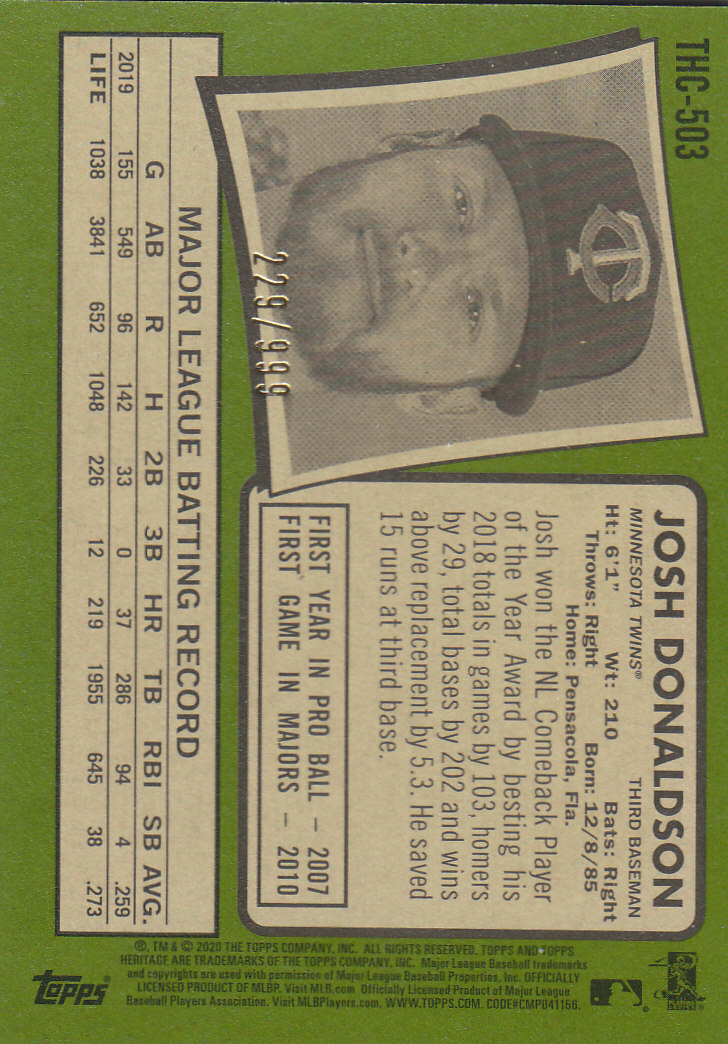 THC-503
229/999
JOSH DONALDSON
MINNESOTA TWINS® THIRD BASEMAN
Ht: 6'1" Wt: 210 Bats: Right
Throws: Right Born: 12/8/85
Home: Pensacola, Fla.
Josh won the NL Comeback Player
of the Year Award by besting his
2018 totals in games by 103, homers
by 29, total bases by 202 and wins
above replacement by 5.3. He saved
15 runs at third base.
FIRST YEAR IN PRO BALL – 2007
FIRST GAME IN MAJORS – 2010
MAJOR LEAGUE BATTING RECORD
G AB R H 2B 3B HR TB RBI SB AVG.
2019 155 549 96 142 33 0 37 286 94 4 .259
LIFE 1038 3841 652 1048 226 12 219 1955 645 38 .273
®, TM & © 2020 THE TOPPS COMPANY, INC. ALL RIGHTS RESERVED. TOPPS AND TOPPS
HERITAGE ARE TRADEMARKS OF THE TOPPS COMPANY, INC. Major League Baseball trademarks
and copyrights are used with permission of Major League Baseball Properties, Inc. OFFICIALLY
LICENSED PRODUCT OF MLBP. Visit MLB.com Officially Licensed Product of Major League
Baseball Players Association. Visit MLBPlayers.com. WWW.TOPPS.COM. CODE#CMP041156.
topps®